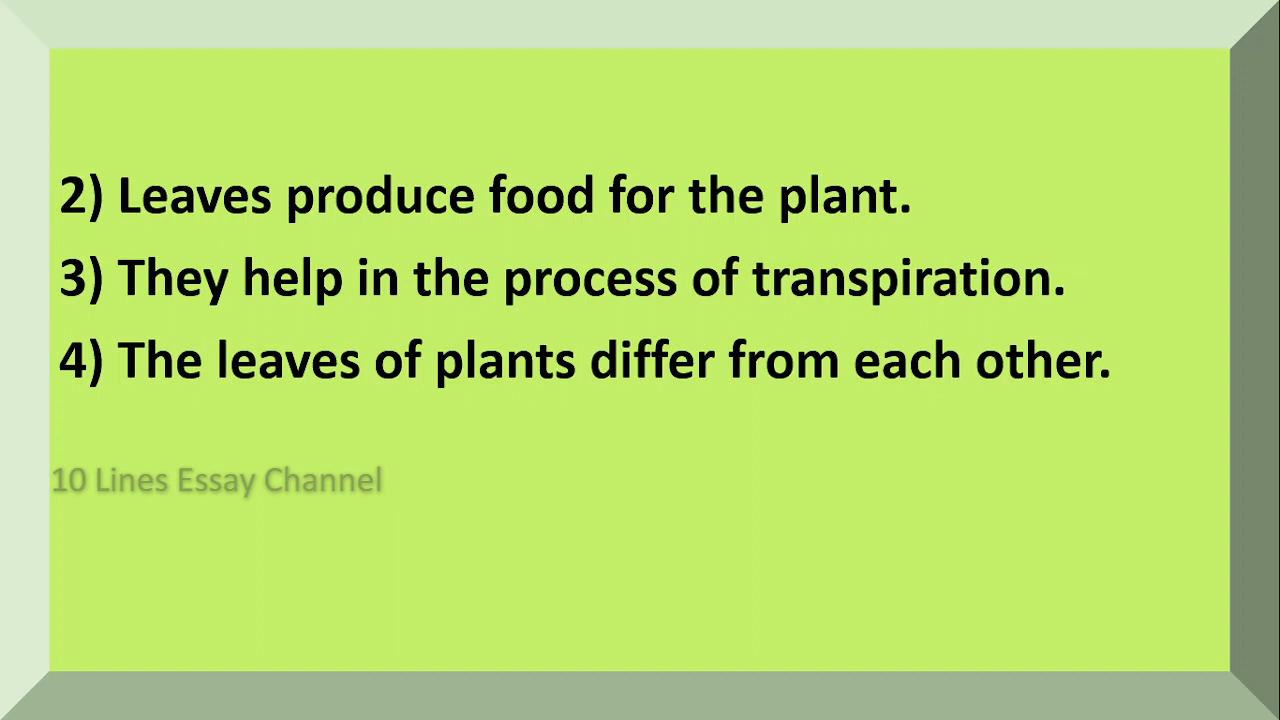 2) Leaves produce food for the plant.
3) They help in the process of transpiration.
4) The leaves of plants differ from each other.
10 Lines Essay Channel